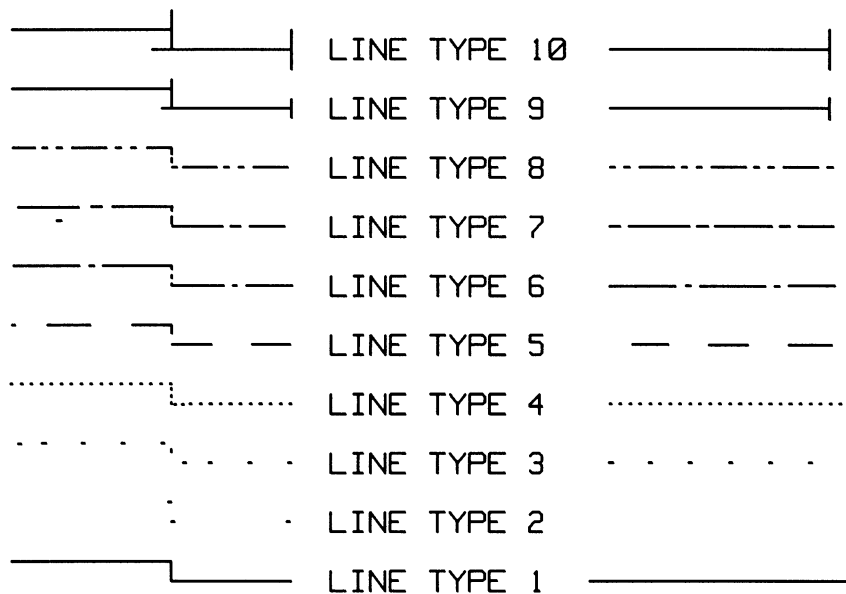 LINE TYPE 10
LINE TYPE 9
LINE TYPE 8
LINE TYPE 7
LINE TYPE 6
LINE TYPE 5
LINE TYPE 4
LINE TYPE 3
LINE TYPE 2
LINE TYPE 1